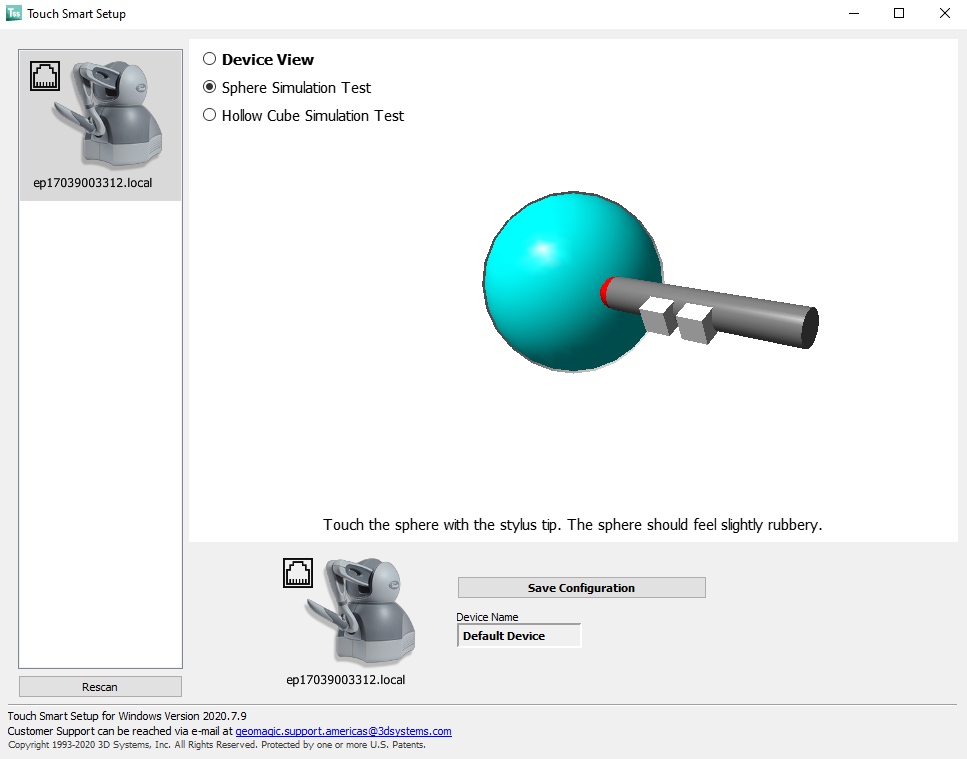 Tss Touch Smart Setup
Device View
Sphere Simulation Test
Hollow Cube Simulation Test
ep17039003312.local
Touch the sphere with the stylus tip. The sphere should feel slightly rubbery.
Save Configuration
Device Name
Default Device
ep17039003312.local
Rescan
Touch Smart Setup for Windows Version 2020.7.9
Customer Support can be reached via e-mail at geomagic.support.americas@3dsystems.com
Copyright 1993-2020 3D Systems, Inc. All Rights Reserved. Protected by one or more U.S. Patents.